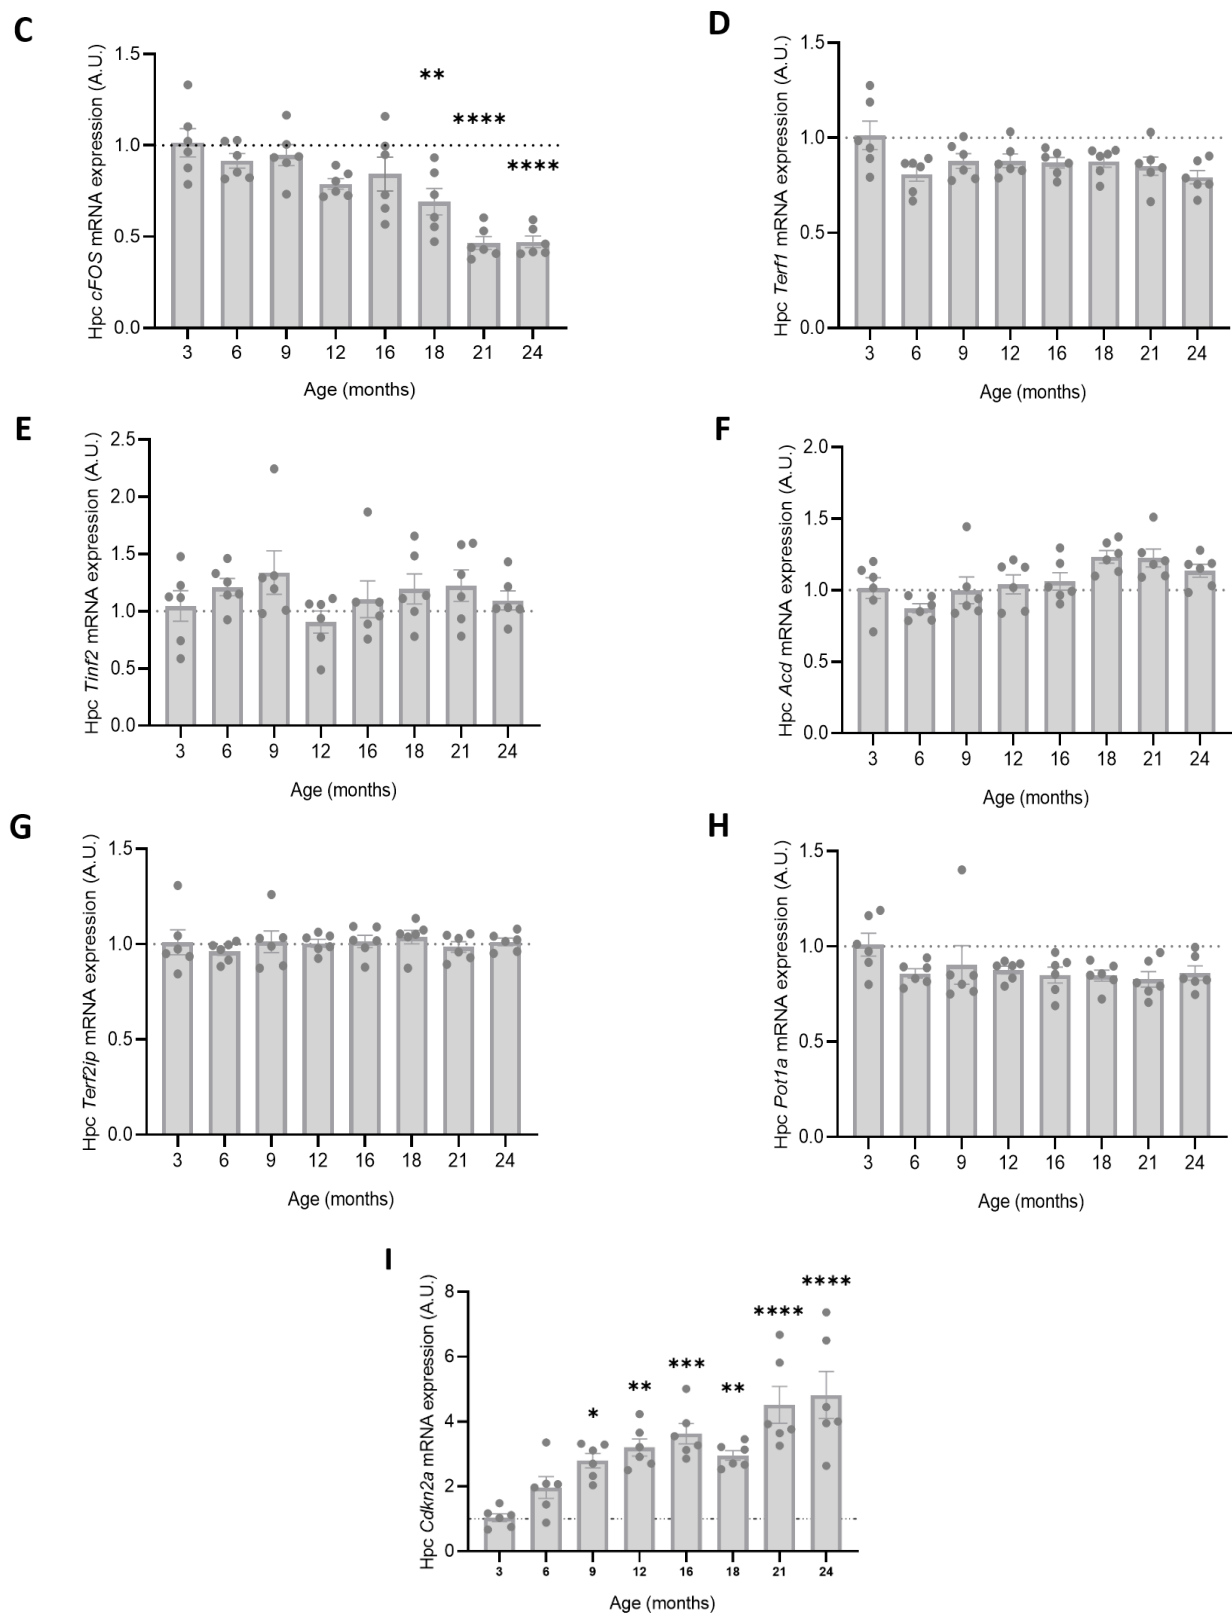 C
Hpc cFOS mRNA expression (A.U.)
1.5
1.0
0.5
0.0
**
****
****
3 6 9 12 16 18 21 24
Age (months)
D
Hpc Terf1 mRNA expression (A.U.)
1.5
1.0
0.5
0.0
3 6 9 12 16 18 21 24
Age (months)
E
Hpc Tinf2 mRNA expression (A.U.)
2.5
2.0
1.5
1.0
0.5
0.0
3 6 9 12 16 18 21 24
Age (months)
F
Hpc Acd mRNA expression (A.U.)
2.0
1.5
1.0
0.5
0.0
3 6 9 12 16 18 21 24
Age (months)
G
Hpc Terf2ip mRNA expression (A.U.)
1.5
1.0
0.5
0.0
3 6 9 12 16 18 21 24
Age (months)
H
Hpc Pot1a mRNA expression (A.U.)
1.5
1.0
0.5
0.0
3 6 9 12 16 18 21 24
Age (months)
I
Hpc Cdkn2a mRNA expression (A.U.)
8
6
4
2
0
*
**
***
**
****
****
3 6 9 12 16 18 21 24
Age (months)